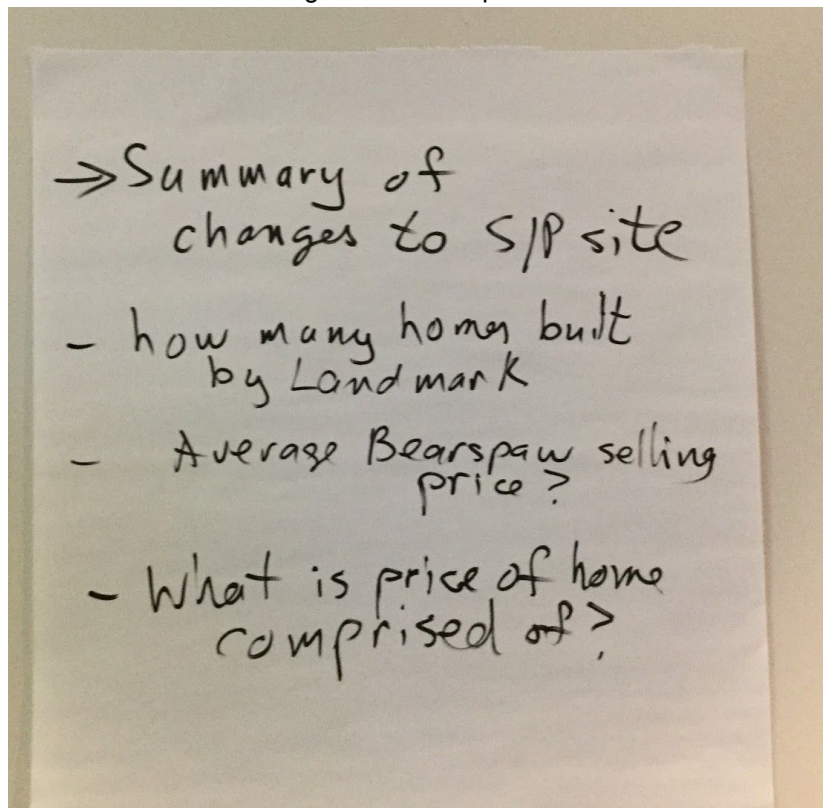 → Summary of
changes to S/P site
- how many homes built
by Landmark
- Average Bearspaw selling
price?
- What is price of home
comprised of?